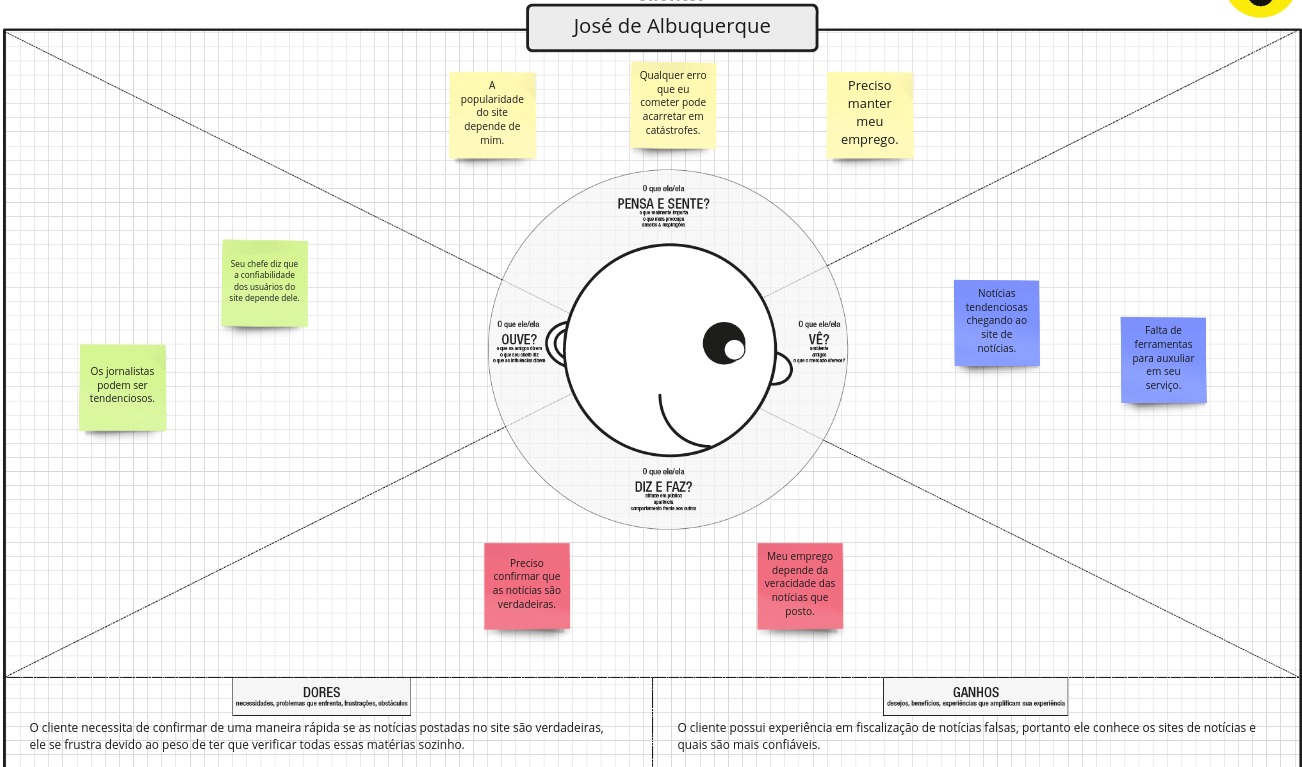 José de Albuquerque
A
popularidade
do site
depende de
mim.
Qualquer erro
que eu
cometer pode
acarretar em
catástrofes.
Preciso
manter
meu
emprego.
O que ele/ela
PENSA E SENTE?
o que realmente importa
o que mais preocupa
anseios & aspirações
Seu chefe diz que
a confiabilidade
dos usuários do
site depende dele.
Os jornalistas
podem ser
tendenciosos.
O que ele/ela
OUVE?
o que os amigos dizem
o que seu chefe diz
o que as influências dizem
O que ele/ela
VÊ?
ambiente
amigos
o que o mercado oferece?
Notícias
tendenciosas
chegando ao
site de
notícias.
Falta de
ferramentas
para auxuliar
em seu
serviço.
O que ele/ela
DIZ E FAZ?
atitude em público
aparência
comportamento frente aos outros
Preciso
confirmar que
as notícias são
verdadeiras.
Meu emprego
depende da
veracidade das
notícias que
posto.
DORES
necessidades, problemas que enfrenta, frustrações, obstáculos
O cliente necessita de confirmar de uma maneira rápida se as notícias postadas no site são verdadeiras,
ele se frustra devido ao peso de ter que verificar todas essas matérias sozinho.
GANHOS
desejos, benefícios, experiências que amplificam sua experiência
O cliente possui experiência em fiscalização de notícias falsas, portanto ele conhece os sites de notícias e
quais são mais confiáveis.